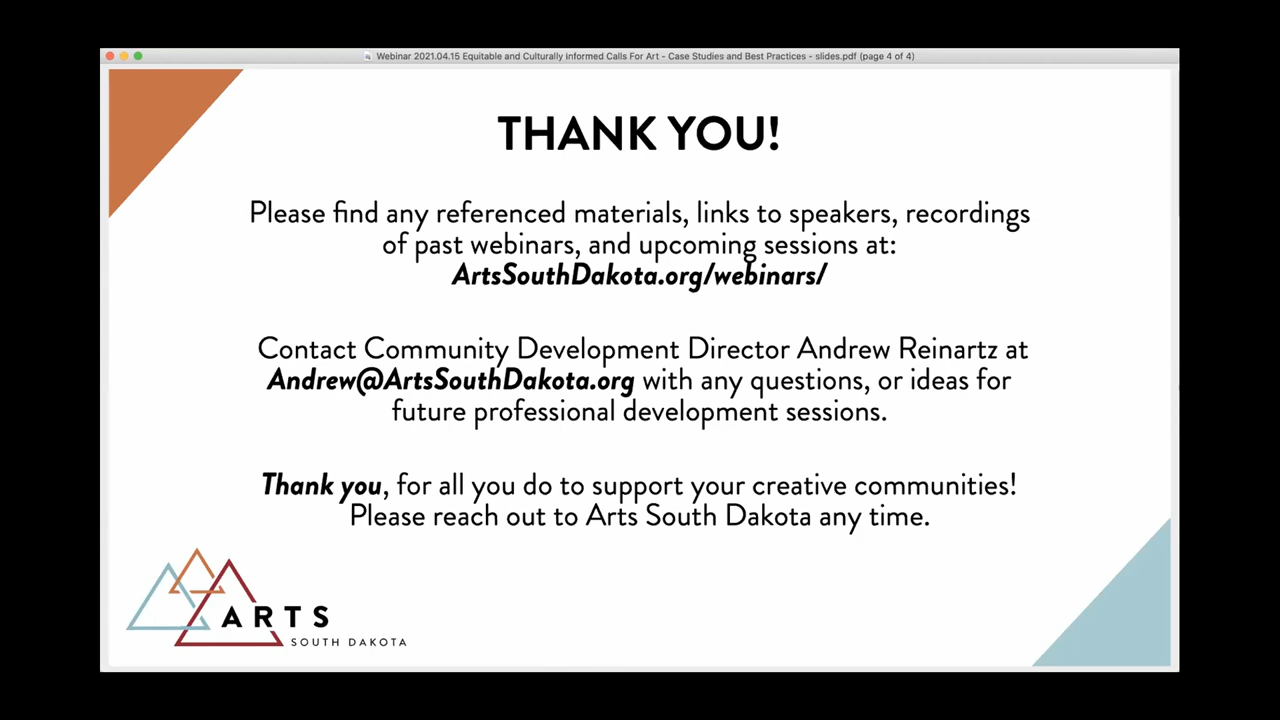 Webinar 2021.04.15 Equitable and Culturally Informed Calls For Art - Case Studies and Best Practices - slides.pdf (page 4 of 4)
THANK YOU!
Please find any referenced materials, links to speakers, recordings
of past webinars, and upcoming sessions at:
ArtsSouthDakota.org/webinars/
Contact Community Development Director Andrew Reinartz at
Andrew@ArtsSouthDakota.org with any questions, or ideas for
future professional development sessions.
Thank you, for all you do to support your creative communities!
Please reach out to Arts South Dakota any time.
ARTS
SOUTH DAKOTA